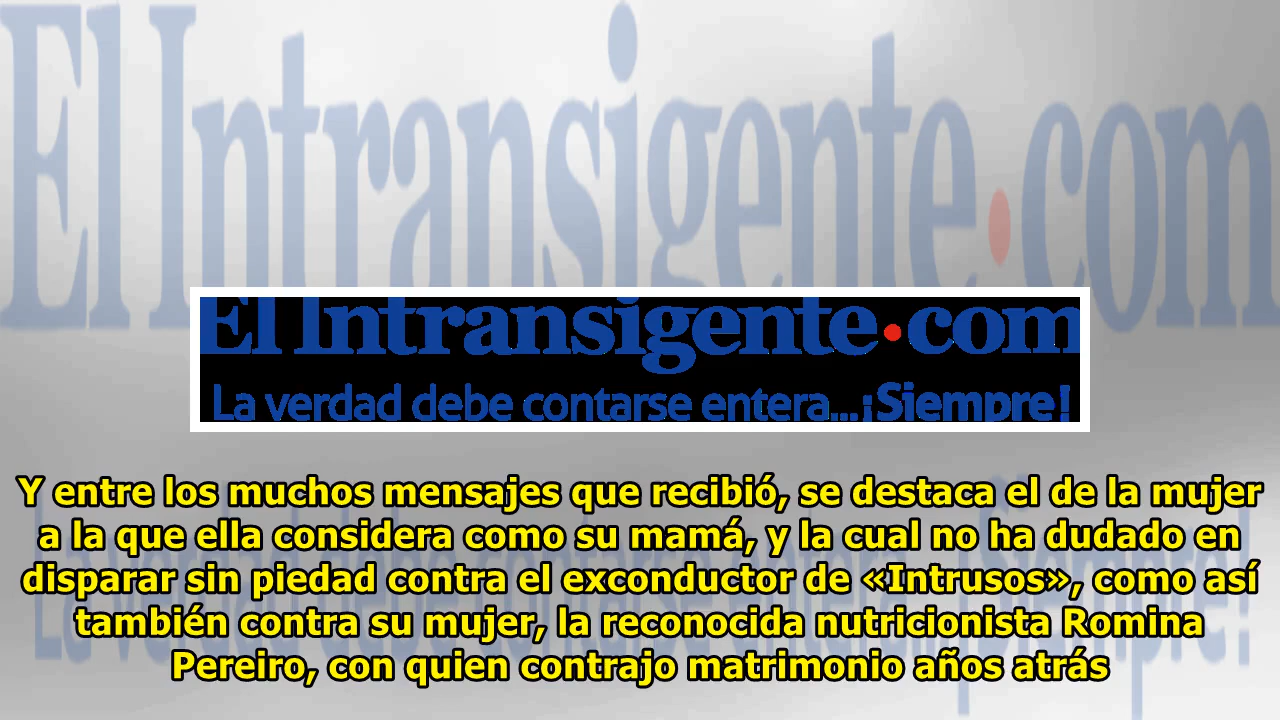 El Intransigente.com
El Intransigente.com
La verdad debe contarse entera...¡Siempre!
Y entre los muchos mensajes que recibió, se destaca el de la mujer
a la que ella considera como su mamá, y la cual no ha dudado en
disparar sin piedad contra el exconductor de «Intrusos», como así
también contra su mujer, la reconocida nutricionista Romina
Pereiro, con quien contrajo matrimonio años atrás